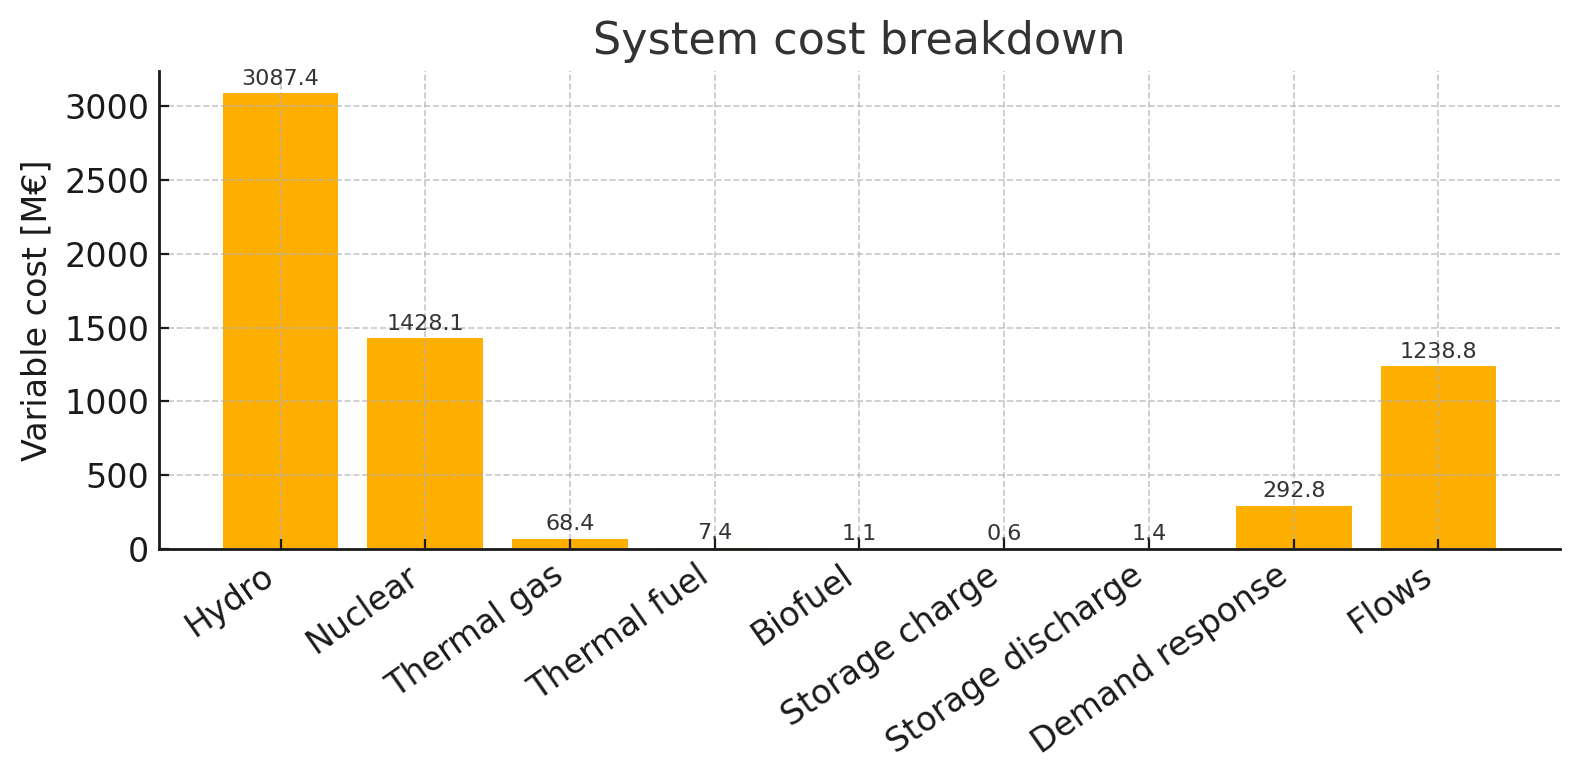 System cost breakdown
Variable cost [M€]
3000
2500
2000
1500
1000
500
0
3087.4
1428.1
68.4
7.4
1.1
0.6
1.4
292.8
1238.8
Hydro
Nuclear
Thermal gas
Thermal fuel
Biofuel
Storage charge
Storage discharge
Demand response
Flows